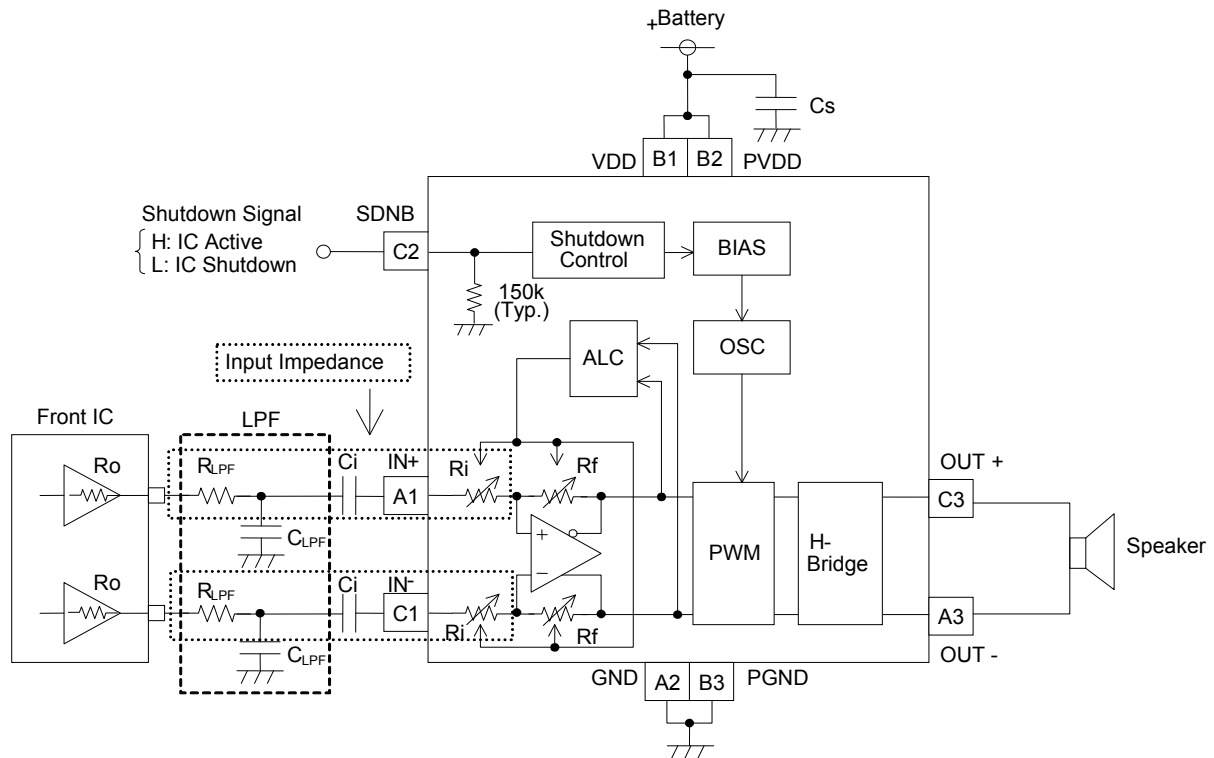 +Battery
Cs
VDD B1 B2 PVDD
Shutdown Signal
H: IC Active
L: IC Shutdown
SDNB
C2
Shutdown
Control
BIAS
150k
(Typ.)
OSC
ALC
Input Impedance
Front IC
LPF
Ro
RLPF
Ci
IN+
A1
Ri
Rf
CLPF
+
-
PWM
H-
Bridge
OUT +
C3
Speaker
Ro
RLPF
Ci
IN-
C1
Ri
Rf
CLPF
A3
OUT -
GND A2 B3 PGND